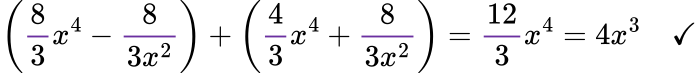 (8/3 x⁴ − 8/(3x²)) + (4/3 x⁴ + 8/(3x²)) = 12/3 x⁴ = 4x³ ✓